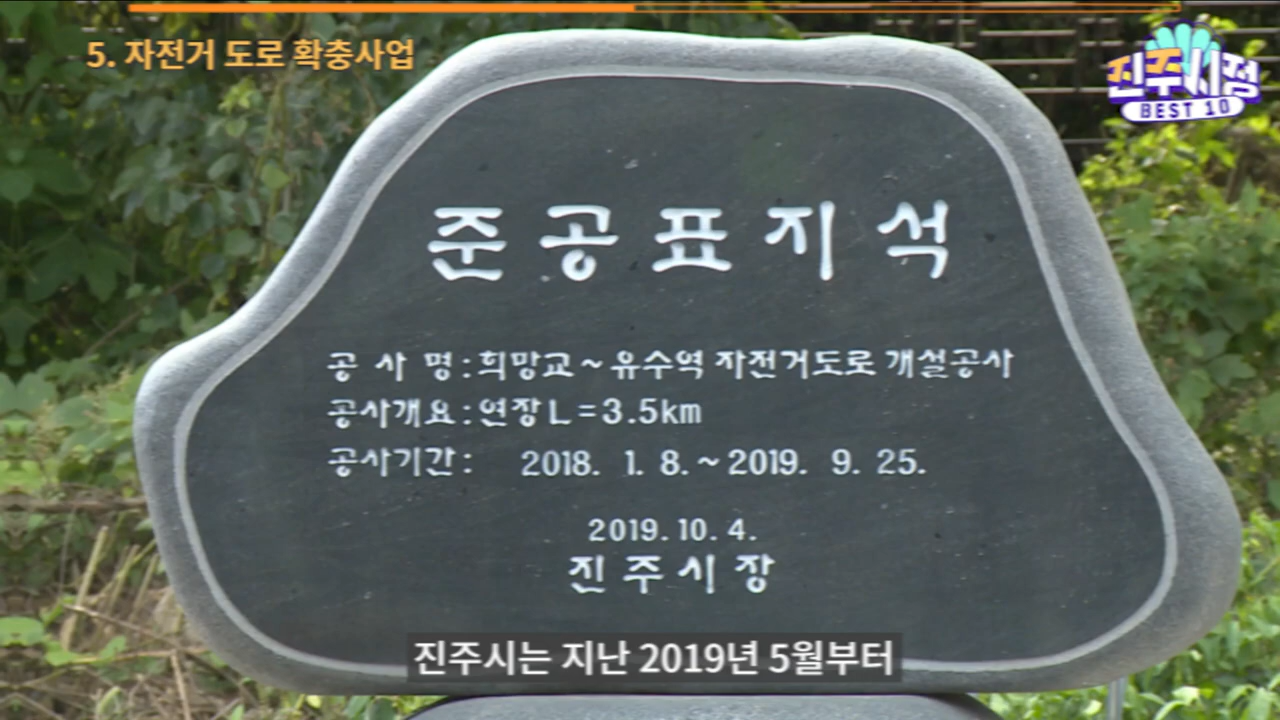 5. 자전거 도로 확충사업
진주시정
BEST 10
준공표지석
공 사 명:희망교~유수역 자전거도로 개설공사
공사개요:연장L=3.5km
공사기간: 2018. 1. 8.~2019. 9. 25.
2019.10.4.
진주시장
진주시는 지난 2019년 5월부터